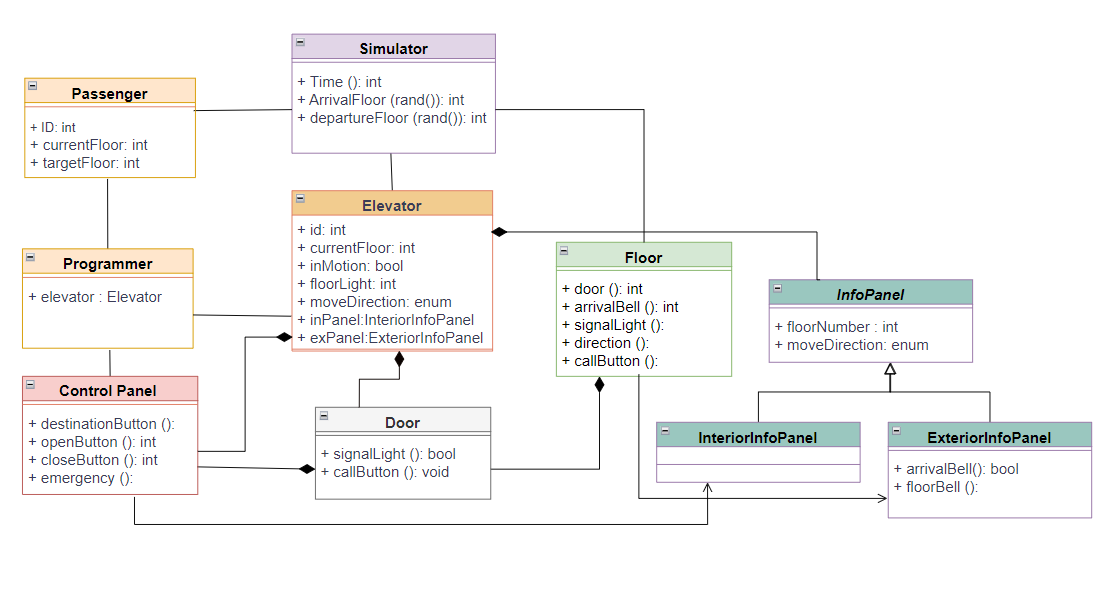 Simulator
+ Time (): int
+ ArrivalFloor (rand()): int
+ departureFloor (rand()): int
Passenger
+ ID: int
+ currentFloor: int
+ targetFloor: int
Elevator
+ id: int
+ currentFloor: int
+ inMotion: bool
+ floorLight: int
+ moveDirection: enum
+ inPanel:InteriorInfoPanel
+ exPanel:ExteriorInfoPanel
Programmer
+ elevator : Elevator
Floor
+ door (): int
+ arrivalBell (): int
+ signalLight ():
+ direction ():
+ callButton ():
InfoPanel
+ floorNumber : int
+ moveDirection: enum
Control Panel
+ destinationButton ():
+ openButton (): int
+ closeButton (): int
+ emergency ():
Door
+ signalLight (): bool
+ callButton (): void
InteriorInfoPanel
ExteriorInfoPanel
+ arrivalBell(): bool
+ floorBell ():